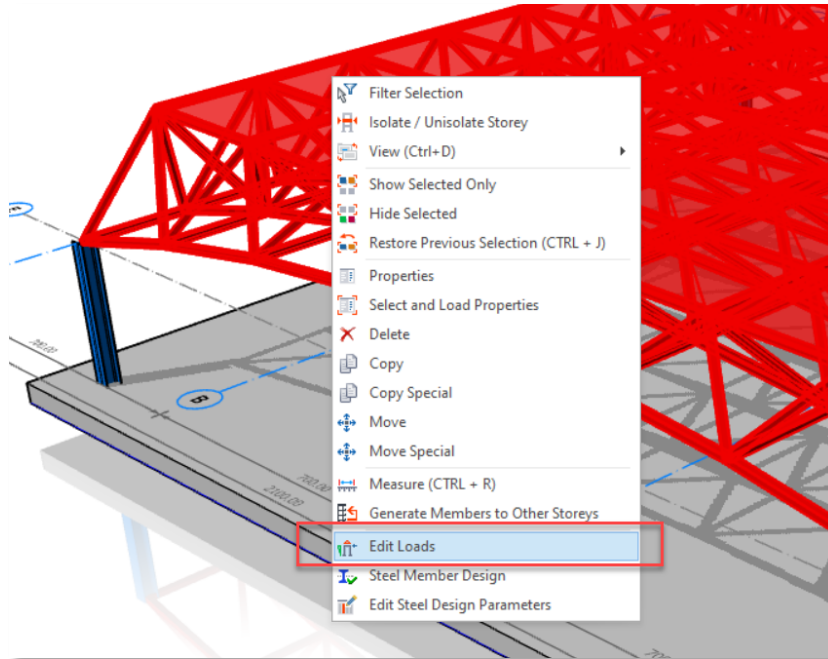 Filter Selection
Isolate / Unisolate Storey
View (Ctrl+D)
Show Selected Only
Hide Selected
Restore Previous Selection (CTRL + J)
Properties
Select and Load Properties
Delete
Copy
Copy Special
Move
Move Special
Measure (CTRL + R)
Generate Members to Other Storeys
Edit Loads
Steel Member Design
Edit Steel Design Parameters
B
700.00
2100.00